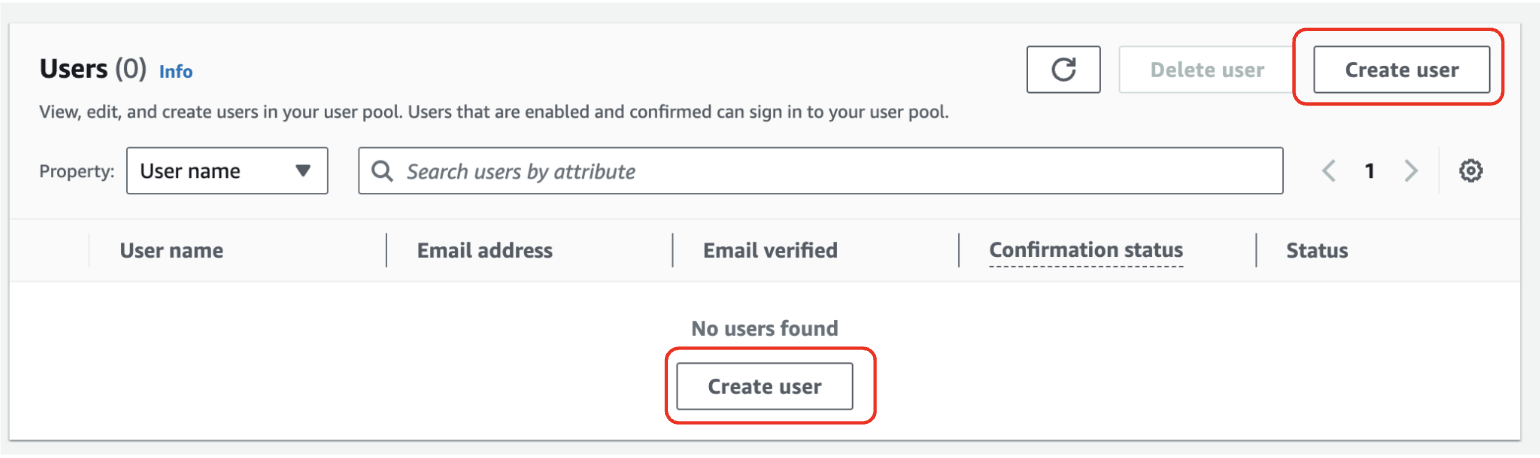 Users (0) Info
Delete user
Create user
View, edit, and create users in your user pool. Users that are enabled and confirmed can sign in to your user pool.
Property: User name
Search users by attribute
1
User name Email address Email verified Confirmation status Status
No users found
Create user